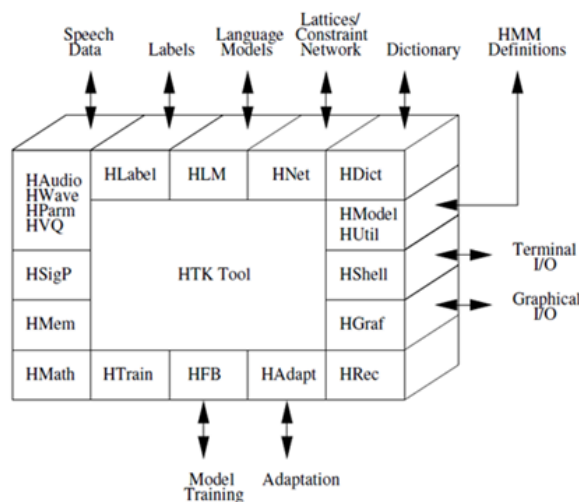 Speech
Data
Labels
Language
Models
Lattices/
Constraint
Network
Dictionary
HMM
Definitions
HAudio
HWave
HParm
HVQ
HLabel
HLM
HNet
HDict
HModel
HUtil
HSigP
HTK Tool
HShell
Terminal
I/O
HMem
HGraf
Graphical
I/O
HMath
HTrain
HFB
HAdapt
HRec
Model
Training
Adaptation